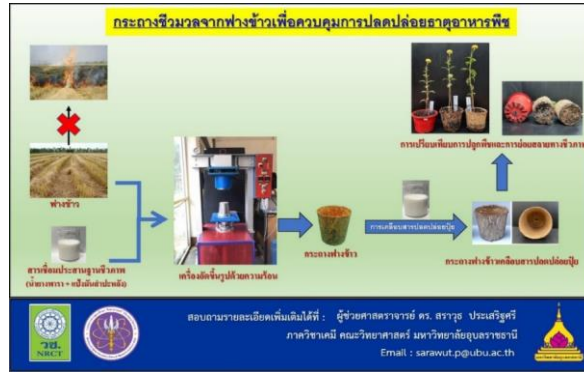 กระถางชีวมวลจากฟางข้าวเพื่อควบคุมการปลดปล่อยธาตุอาหารพืช
การเปรียบเทียบการปลูกพืชและการย่อยสลายทางชีวภาพ
ฟางข้าว
สารเชื่อมประสานฐานชีวภาพ
(น้ำยางพารา + แป้งมันสำปะหลัง)
เครื่องอัดขึ้นรูปด้วยความร้อน
กระถางฟางข้าว
การเคลือบสารปลดปล่อยปุ๋ย
กระถางฟางข้าวเคลือบสารปลดปล่อยปุ๋ย
วช.
NRCT
สอบถามรายละเอียดเพิ่มเติมได้ที่ : ผู้ช่วยศาสตราจารย์ ดร. สราวุธ ประเสริฐศรี
ภาควิชาเคมี คณะวิทยาศาสตร์ มหาวิทยาลัยอุบลราชธานี
Email : sarawut.p@ubu.ac.th